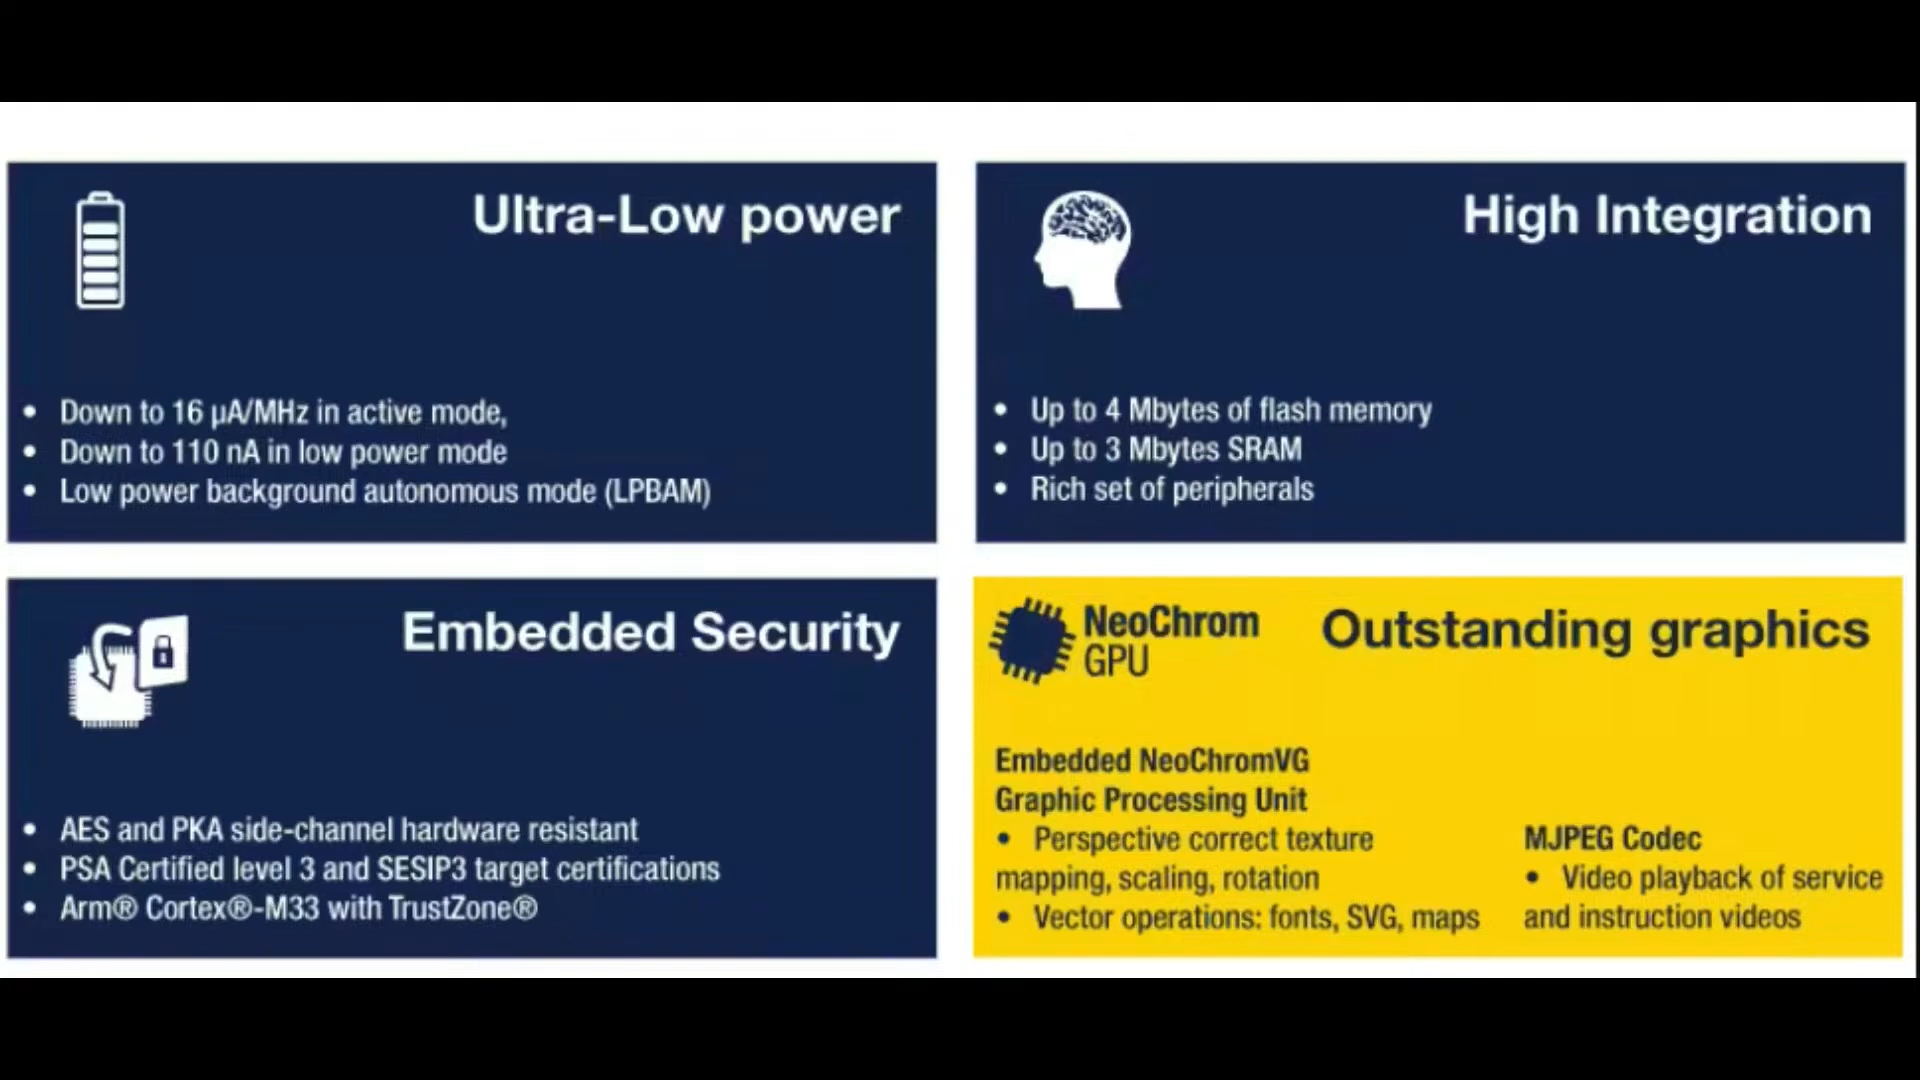 Ultra-Low power
• Down to 16 µA/MHz in active mode,
• Down to 110 nA in low power mode
• Low power background autonomous mode (LPBAM)
High Integration
• Up to 4 Mbytes of flash memory
• Up to 3 Mbytes SRAM
• Rich set of peripherals
Embedded Security
• AES and PKA side-channel hardware resistant
• PSA Certified level 3 and SESIP3 target certifications
• Arm® Cortex®-M33 with TrustZone®
NeoChrom
GPU
Outstanding graphics
Embedded NeoChromVG
Graphic Processing Unit
• Perspective correct texture
mapping, scaling, rotation
• Vector operations: fonts, SVG, maps
MJPEG Codec
• Video playback of service
and instruction videos